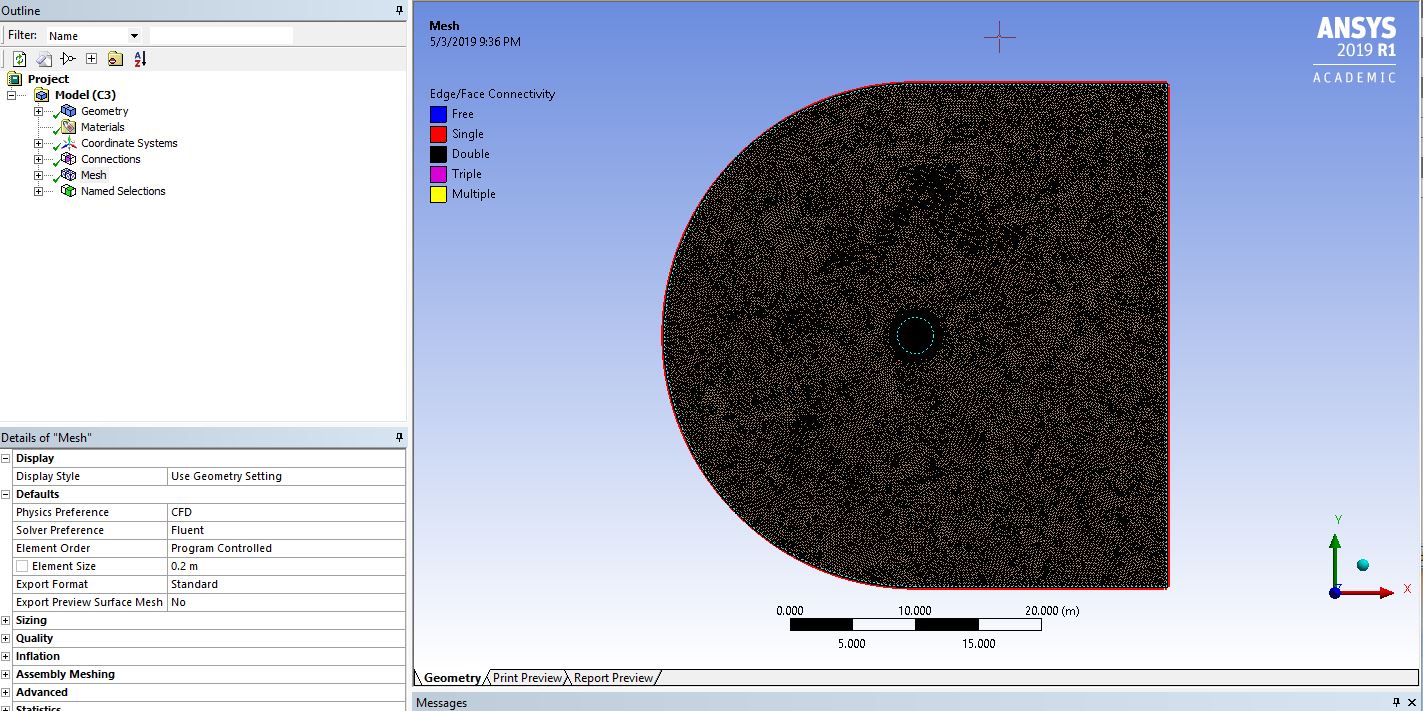 Outline
Filter: Name
Project
Model (C3)
Geometry
Materials
Coordinate Systems
Connections
Mesh
Named Selections
Details of "Mesh"
Display
Display Style Use Geometry Setting
Defaults
Physics Preference CFD
Solver Preference Fluent
Element Order Program Controlled
Element Size 0.2 m
Export Format Standard
Export Preview Surface Mesh No
Sizing
Quality
Inflation
Assembly Meshing
Advanced
Statistics
Mesh
5/3/2019 9:36 PM
Edge/Face Connectivity
Free
Single
Double
Triple
Multiple
ANSYS
2019 R1
ACADEMIC
Y
X
Z
0.000 10.000 20.000 (m)
5.000 15.000
Geometry Print Preview Report Preview
Messages